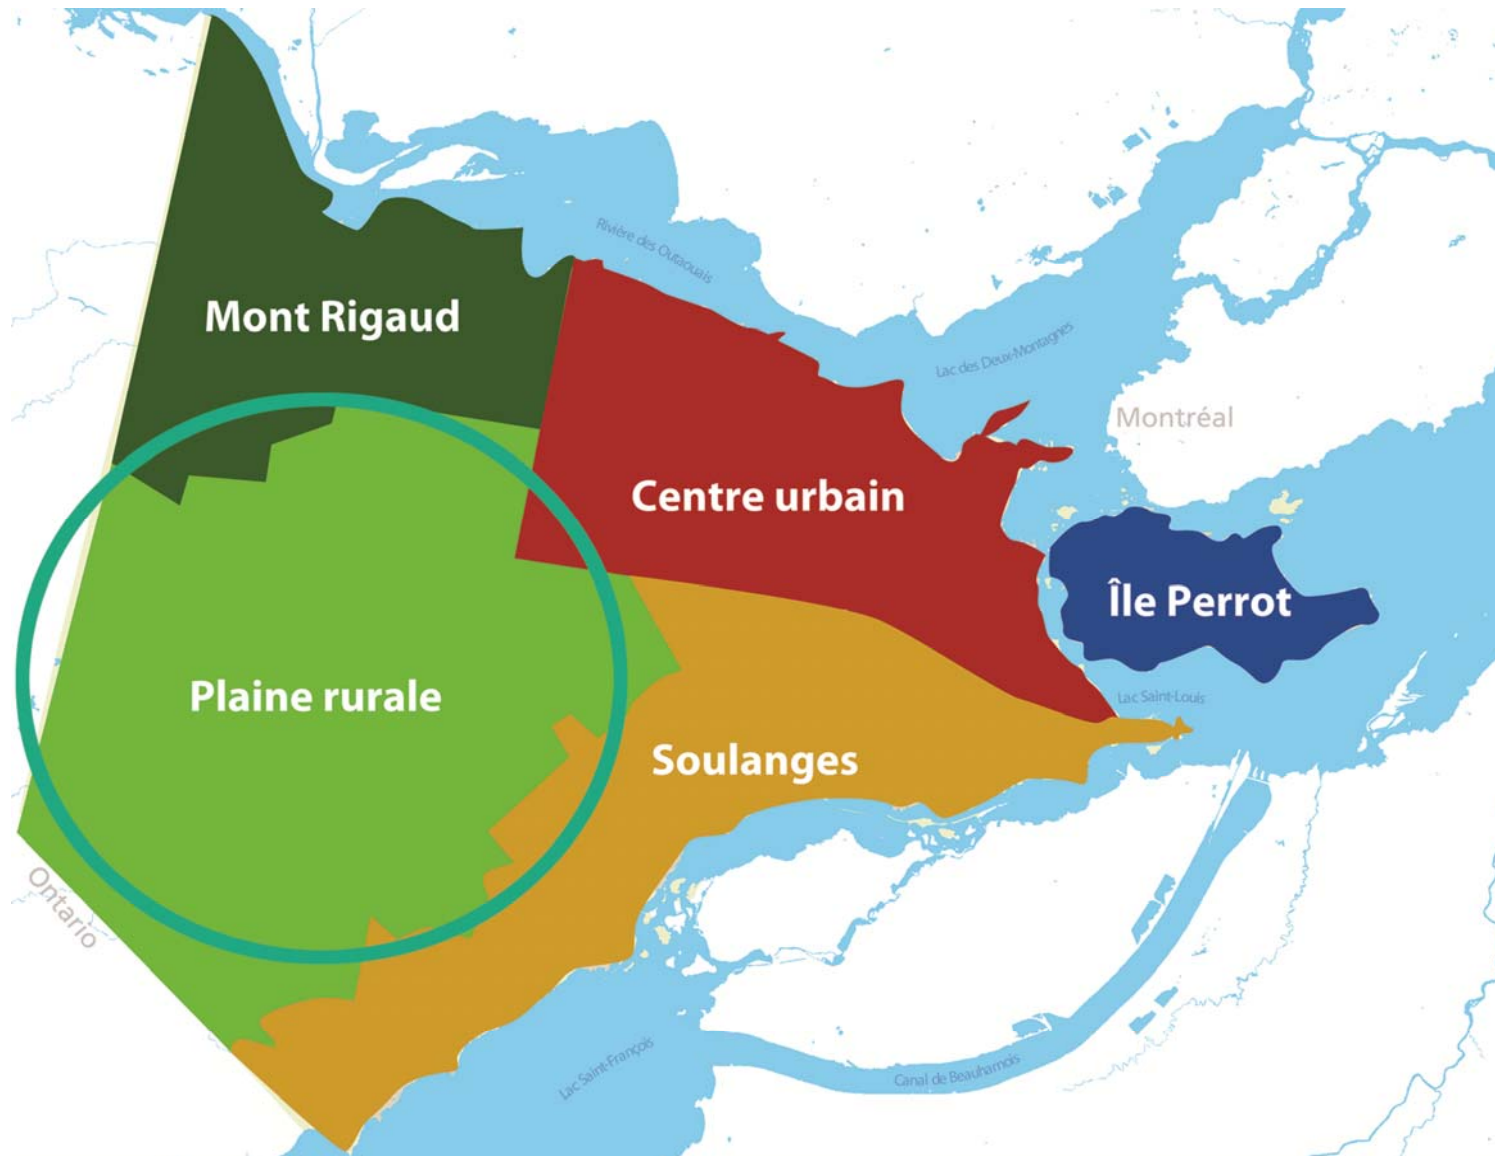 Rivière des Outaouais
Mont Rigaud
Lac des Deux-Montagnes
Montréal
Centre urbain
Île Perrot
Plaine rurale
Lac Saint-Louis
Soulanges
Ontario
Lac Saint-François
Canal de Beauharnois